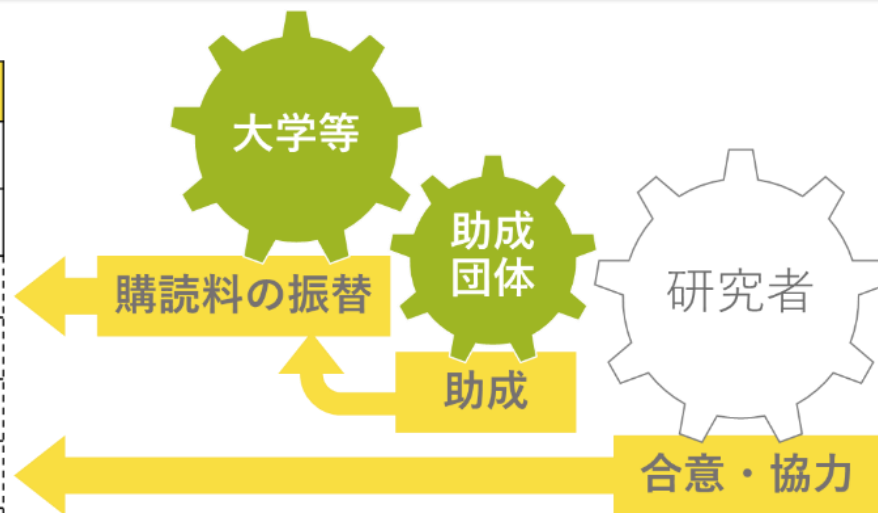 大学等
助成
団体
研究者
購読料の振替
助成
合意・協力